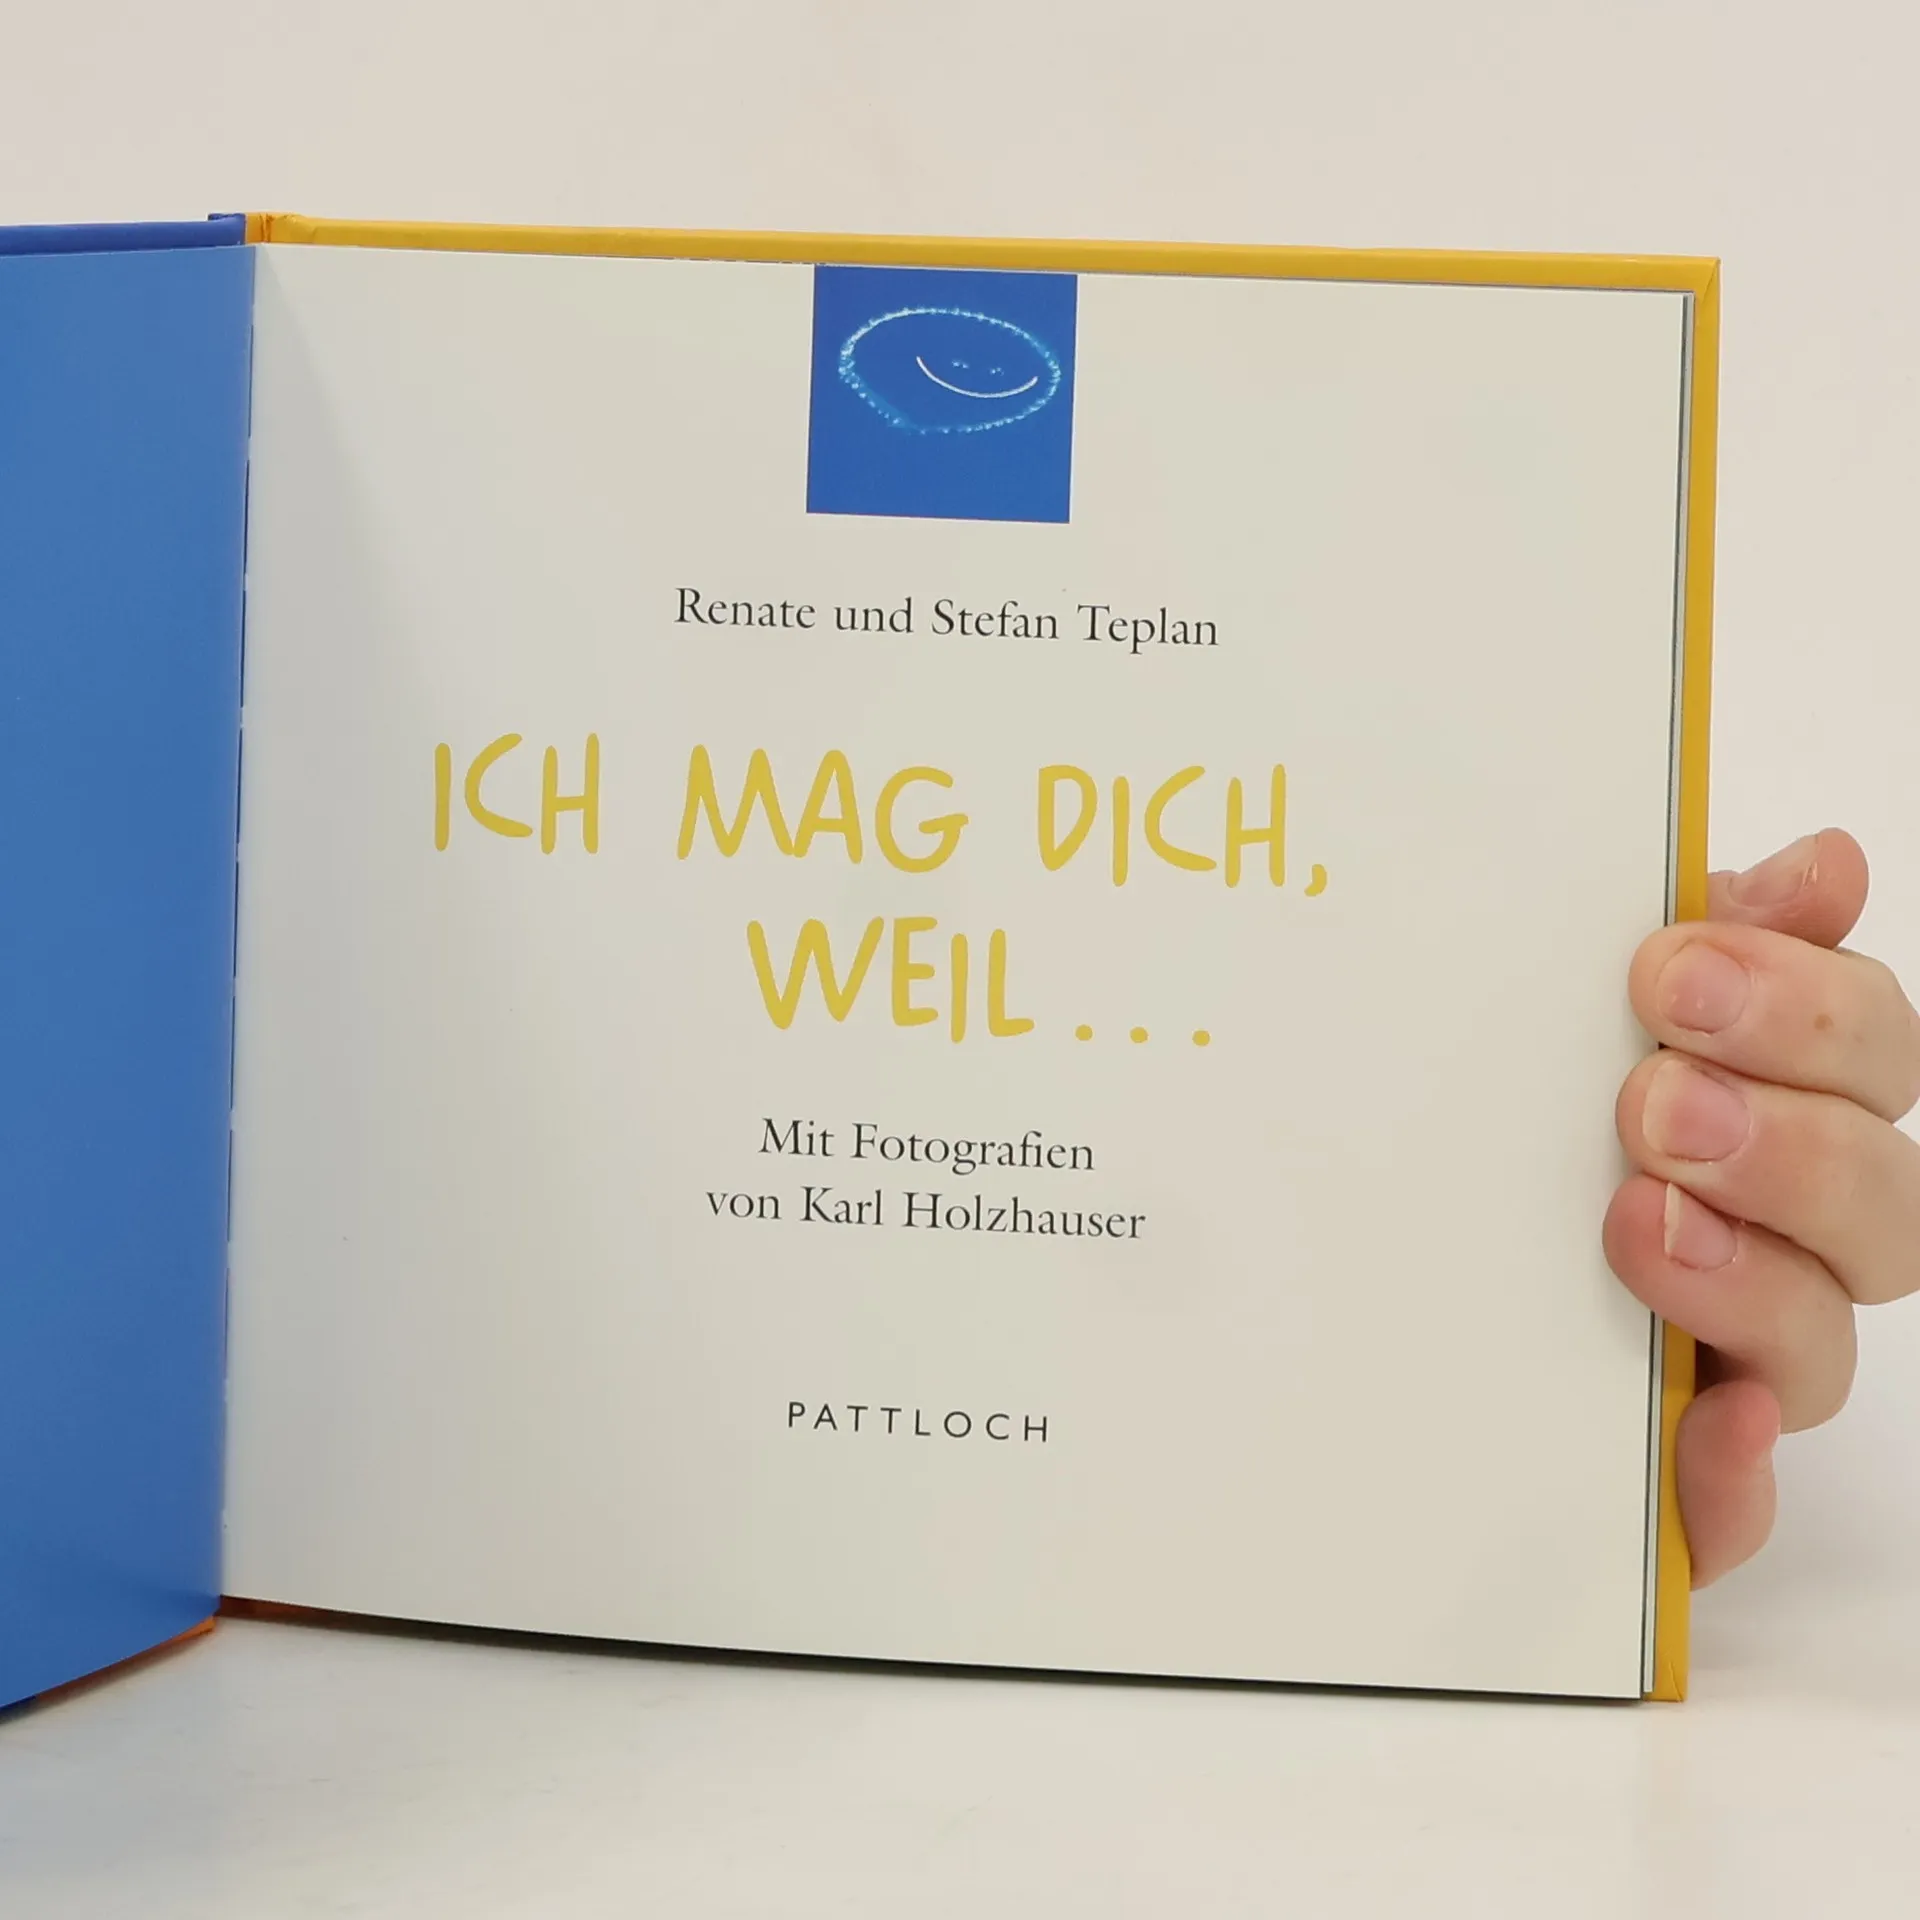 Renate und Stefan Teplan
ICH MAG DICH,
WEIL...
Mit Fotografien
von Karl Holzhauser
PATTLOCH